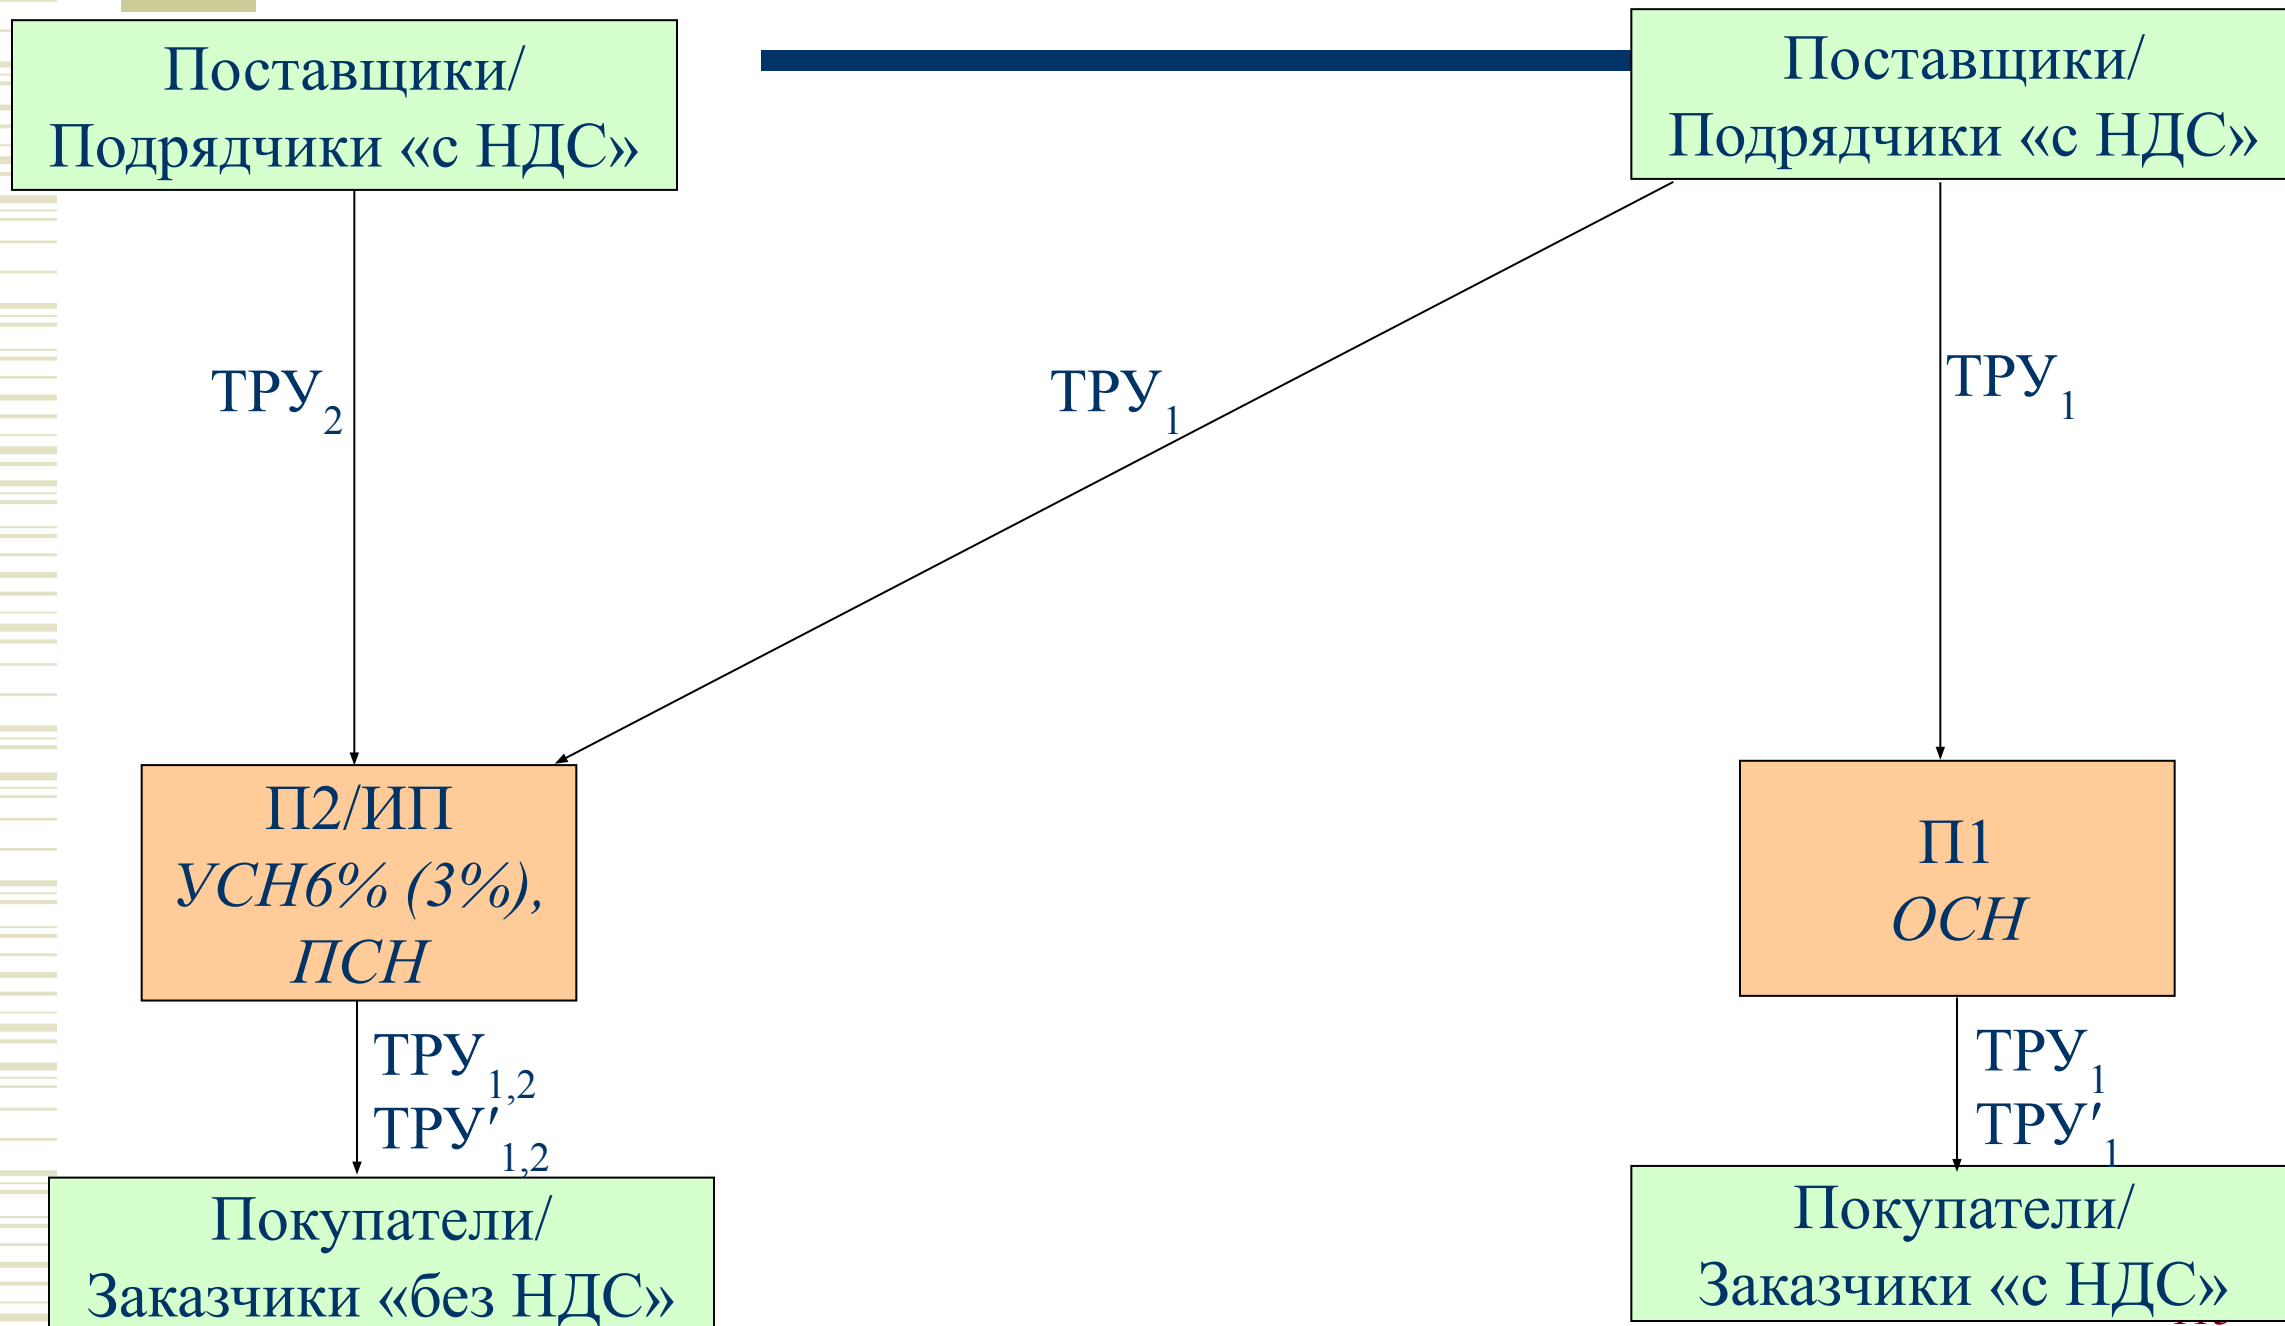 Поставщики/
Подрядчики «с НДС»
Поставщики/
Подрядчики «с НДС»
ТРУ₂
ТРУ₁
ТРУ₁
П2/ИП
УСН6% (3%),
ПСН
П1
ОСН
ТРУ₁,₂
ТРУ′₁,₂
ТРУ₁
ТРУ′₁
Покупатели/
Заказчики «без НДС»
Покупатели/
Заказчики «с НДС»